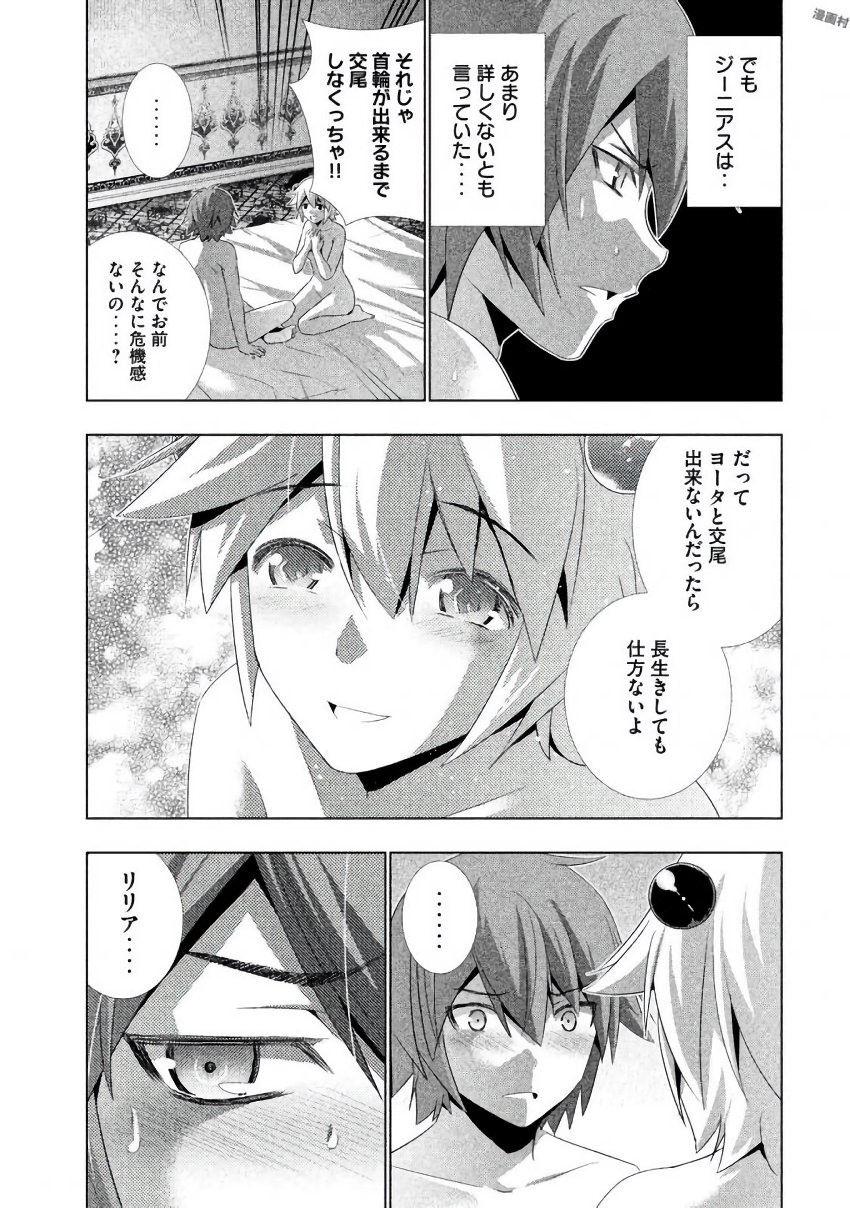 漫画村
でも
ジーニアスは‥
あまり
詳しくないとも
言っていた‥‥
それじゃ
首輪が出来るまで
交尾
しなくっちゃ!!
‥‥‥
なんでお前
そんなに危機感
ないの‥‥?
だって
ヨータと交尾
出来ないんだったら
長生きしても
仕方ないよ
‥‥
リリア‥‥